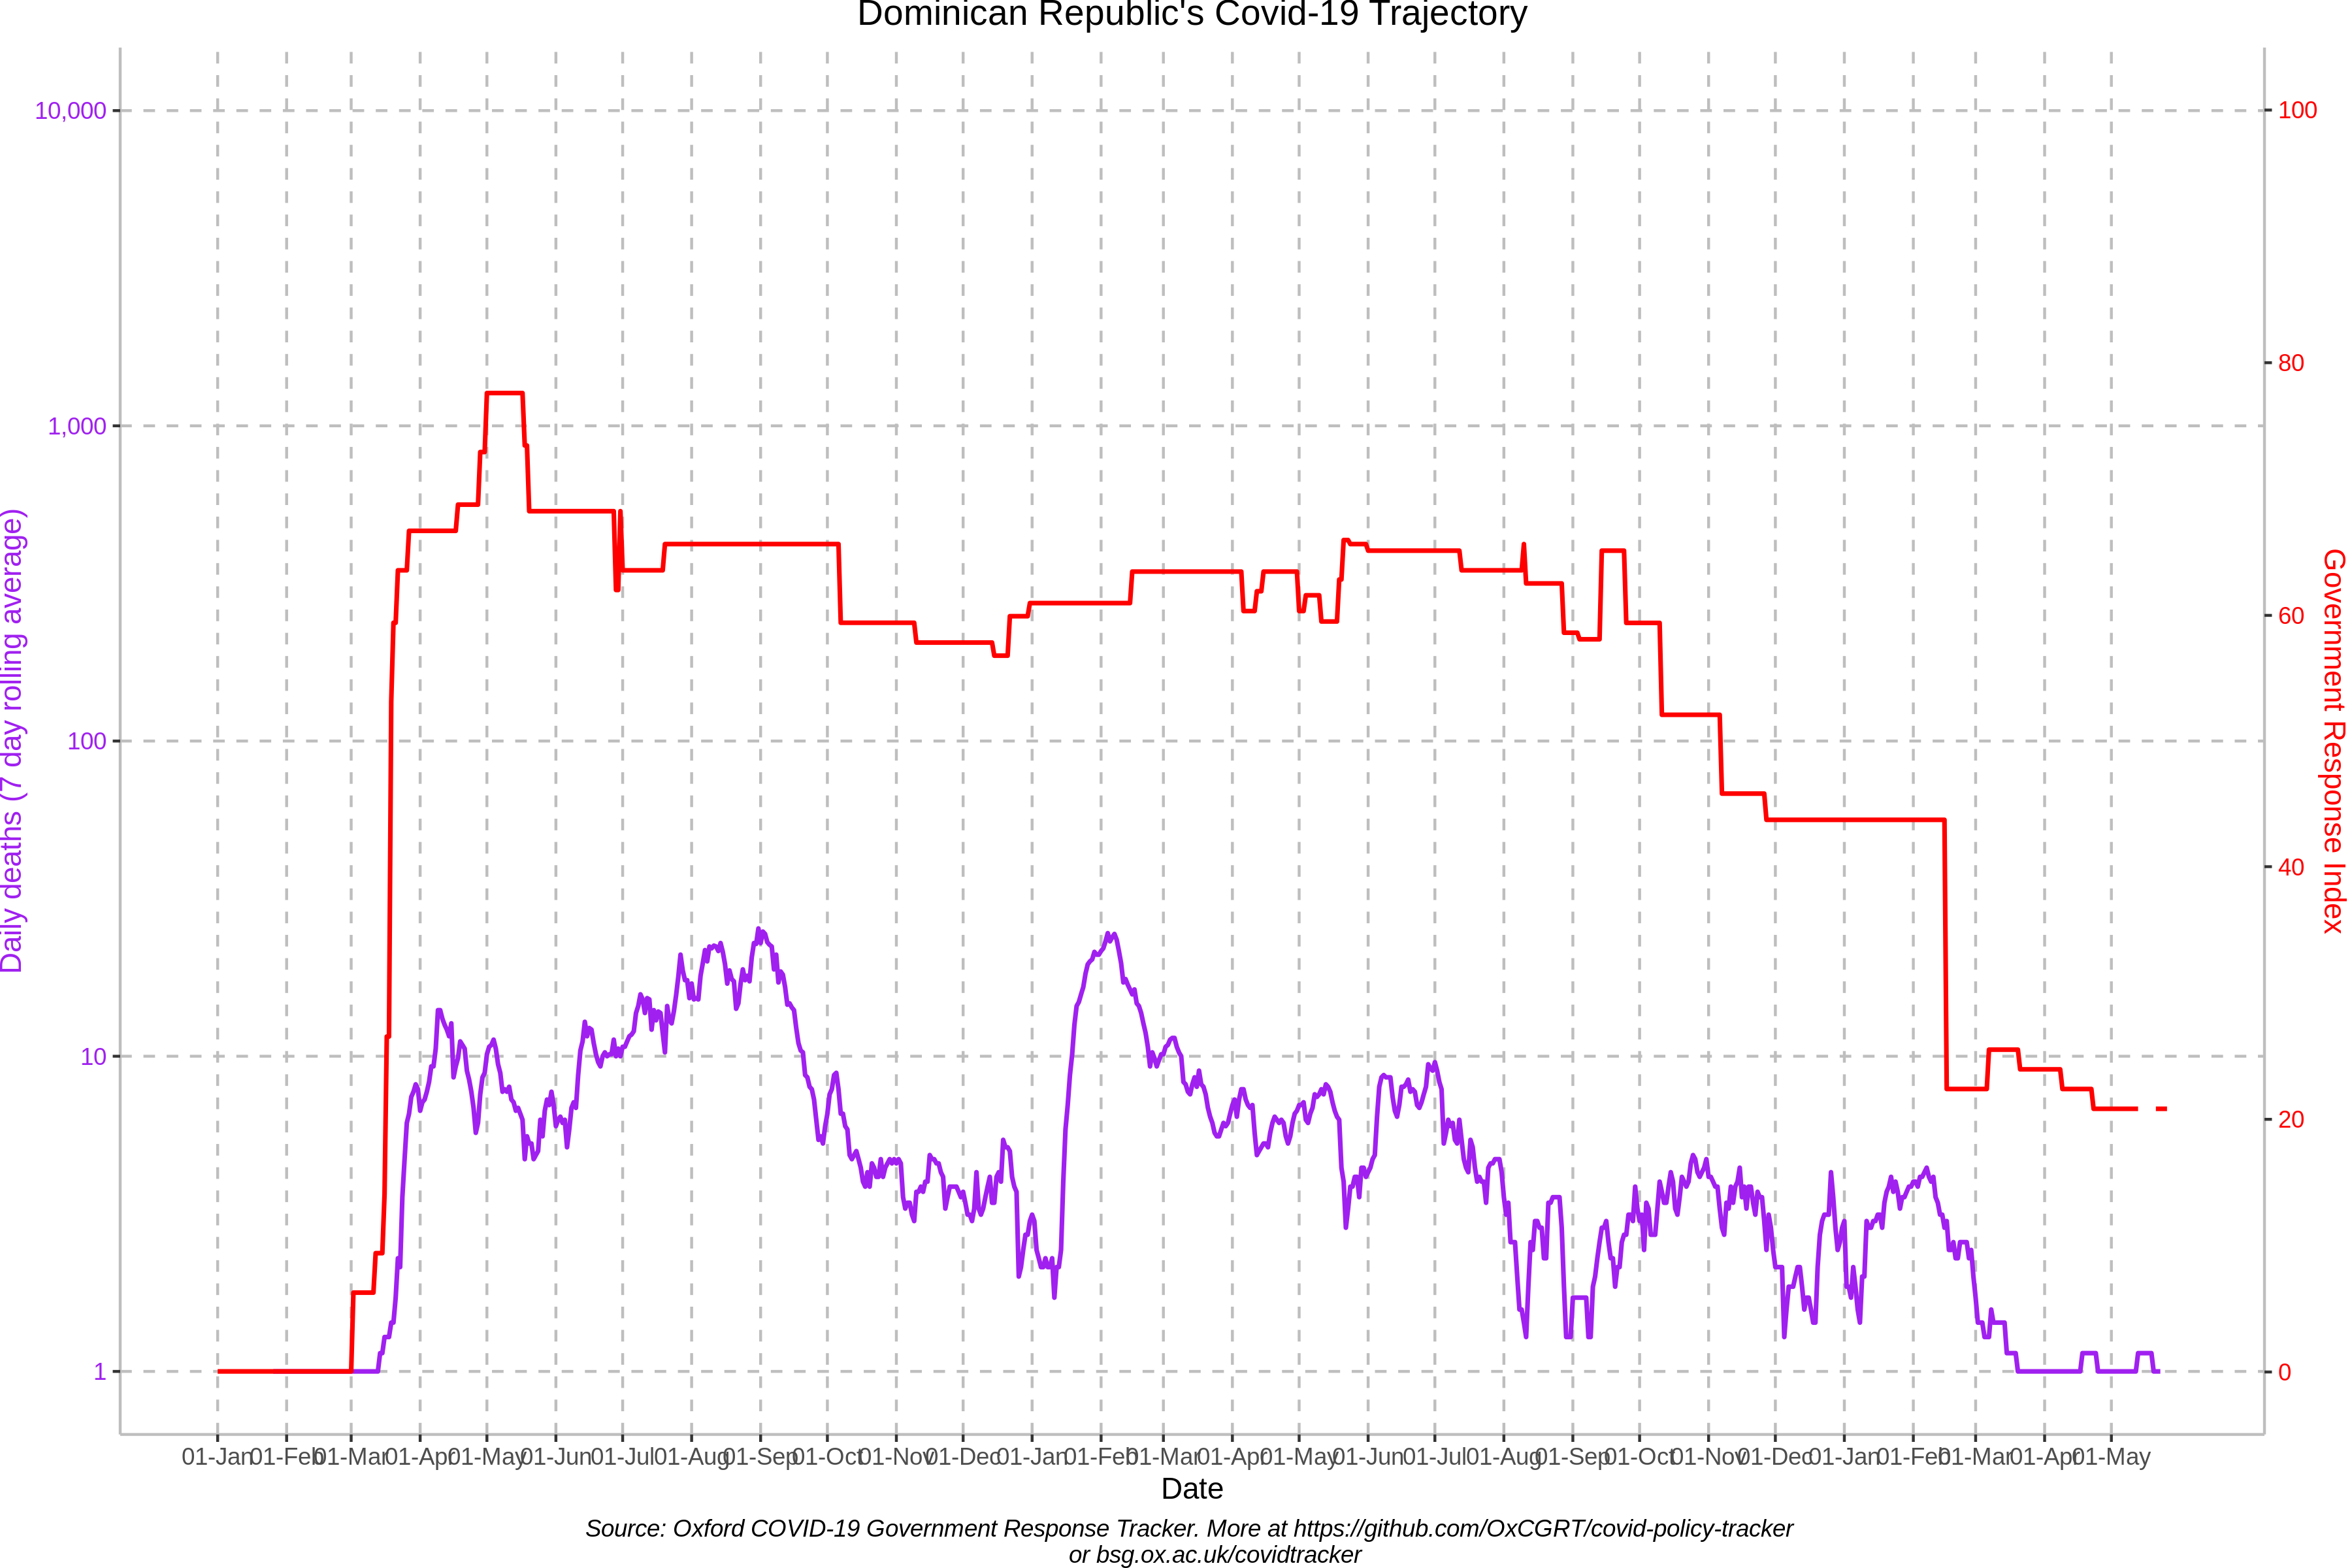 Dominican Republic's Covid-19 Trajectory
10,000
1,000
100
10
1
Daily deaths (7 day rolling average)
100
80
60
40
20
0
Government Response Index
01-Jan 01-Feb 01-Mar 01-Apr 01-May 01-Jun 01-Jul 01-Aug 01-Sep 01-Oct 01-Nov 01-Dec 01-Jan 01-Feb 01-Mar 01-Apr 01-May 01-Jun 01-Jul 01-Aug 01-Sep 01-Oct 01-Nov 01-Dec 01-Jan 01-Feb 01-Mar 01-Apr 01-May
Date
Source: Oxford COVID-19 Government Response Tracker. More at https://github.com/OxCGRT/covid-policy-tracker
or bsg.ox.ac.uk/covidtracker